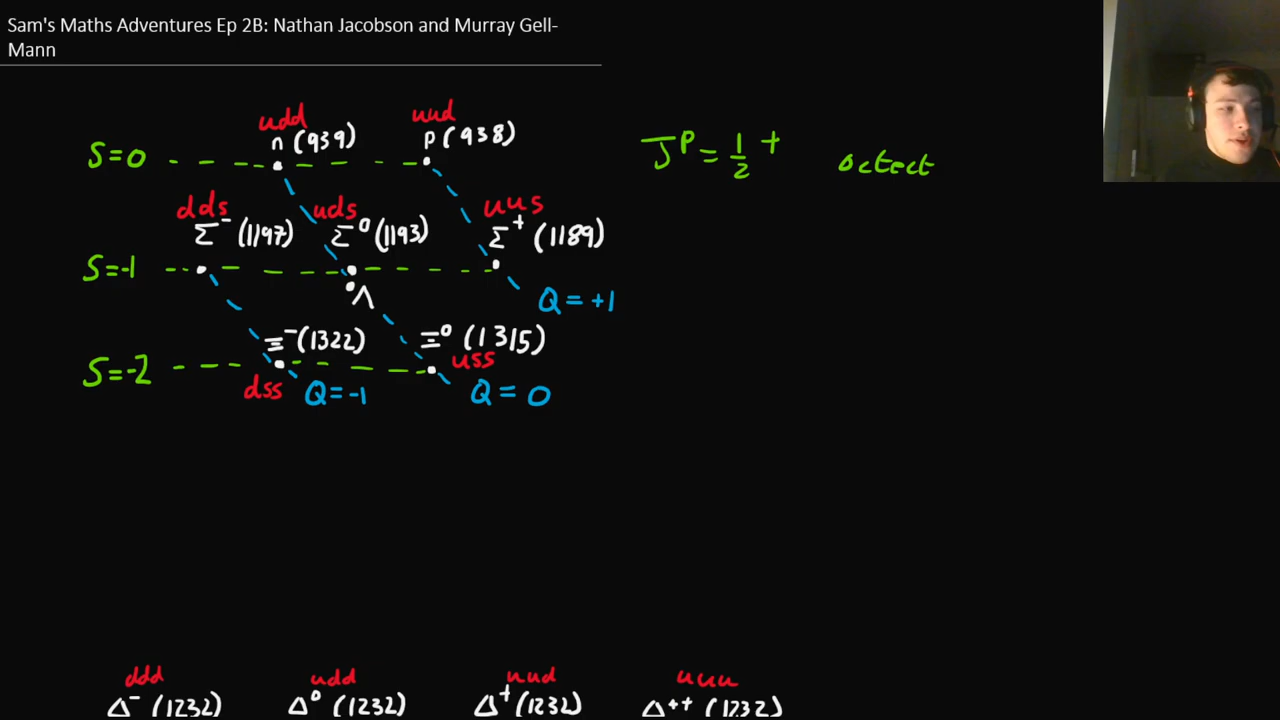 Sam's Maths Adventures Ep 2B: Nathan Jacobson and Murray Gell-
Mann
udd uud
n (939) p (938)
S=0
J^P = 1/2 +
octect
dds uds uus
Σ⁻ (1197) Σ⁰ (1193) Σ⁺ (1189)
S=-1
Λ
Q = +1
Ξ⁻ (1322) Ξ⁰ (1315)
S=-2
dss uss
Q = -1 Q = 0
ddd udd uud uuu
Δ⁻ (1232) Δ⁰ (1232) Δ⁺ (1232) Δ⁺⁺ (1232)